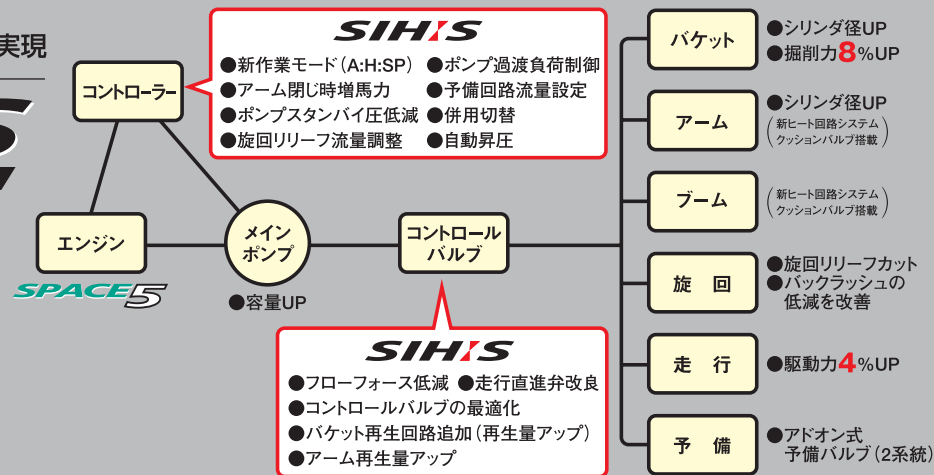 実現
SIH:S
●新作業モード（A:H:SP）
●アーム閉じ時増馬力
●ポンプスタンバイ圧低減
●旋回リリーフ流量調整
●ポンプ過渡負荷制御
●予備回路流量設定
●併用切替
●自動昇圧
コントローラー
エンジン
SPACE5
メイン
ポンプ
●容量UP
コントロール
バルブ
SIH:S
●フローフォース低減 ●走行直進弁改良
●コントロールバルブの最適化
●バケット再生回路追加（再生量アップ）
●アーム再生量アップ
バケット
●シリンダ径UP
●掘削力8%UP
アーム
●シリンダ径UP
（新ヒート回路システム
クッションバルブ搭載）
ブーム
（新ヒート回路システム
クッションバルブ搭載）
旋 回
●旋回リリーフカット
●バックラッシュの
低減を改善
走 行
●駆動力4%UP
予 備
●アドオン式
予備バルブ（2系統）